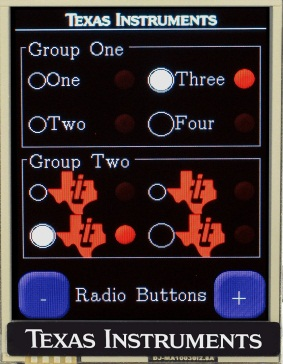 TEXAS INSTRUMENTS
Group One
One Three
Two Four
Group Two
- Radio Buttons +
TEXAS INSTRUMENTS